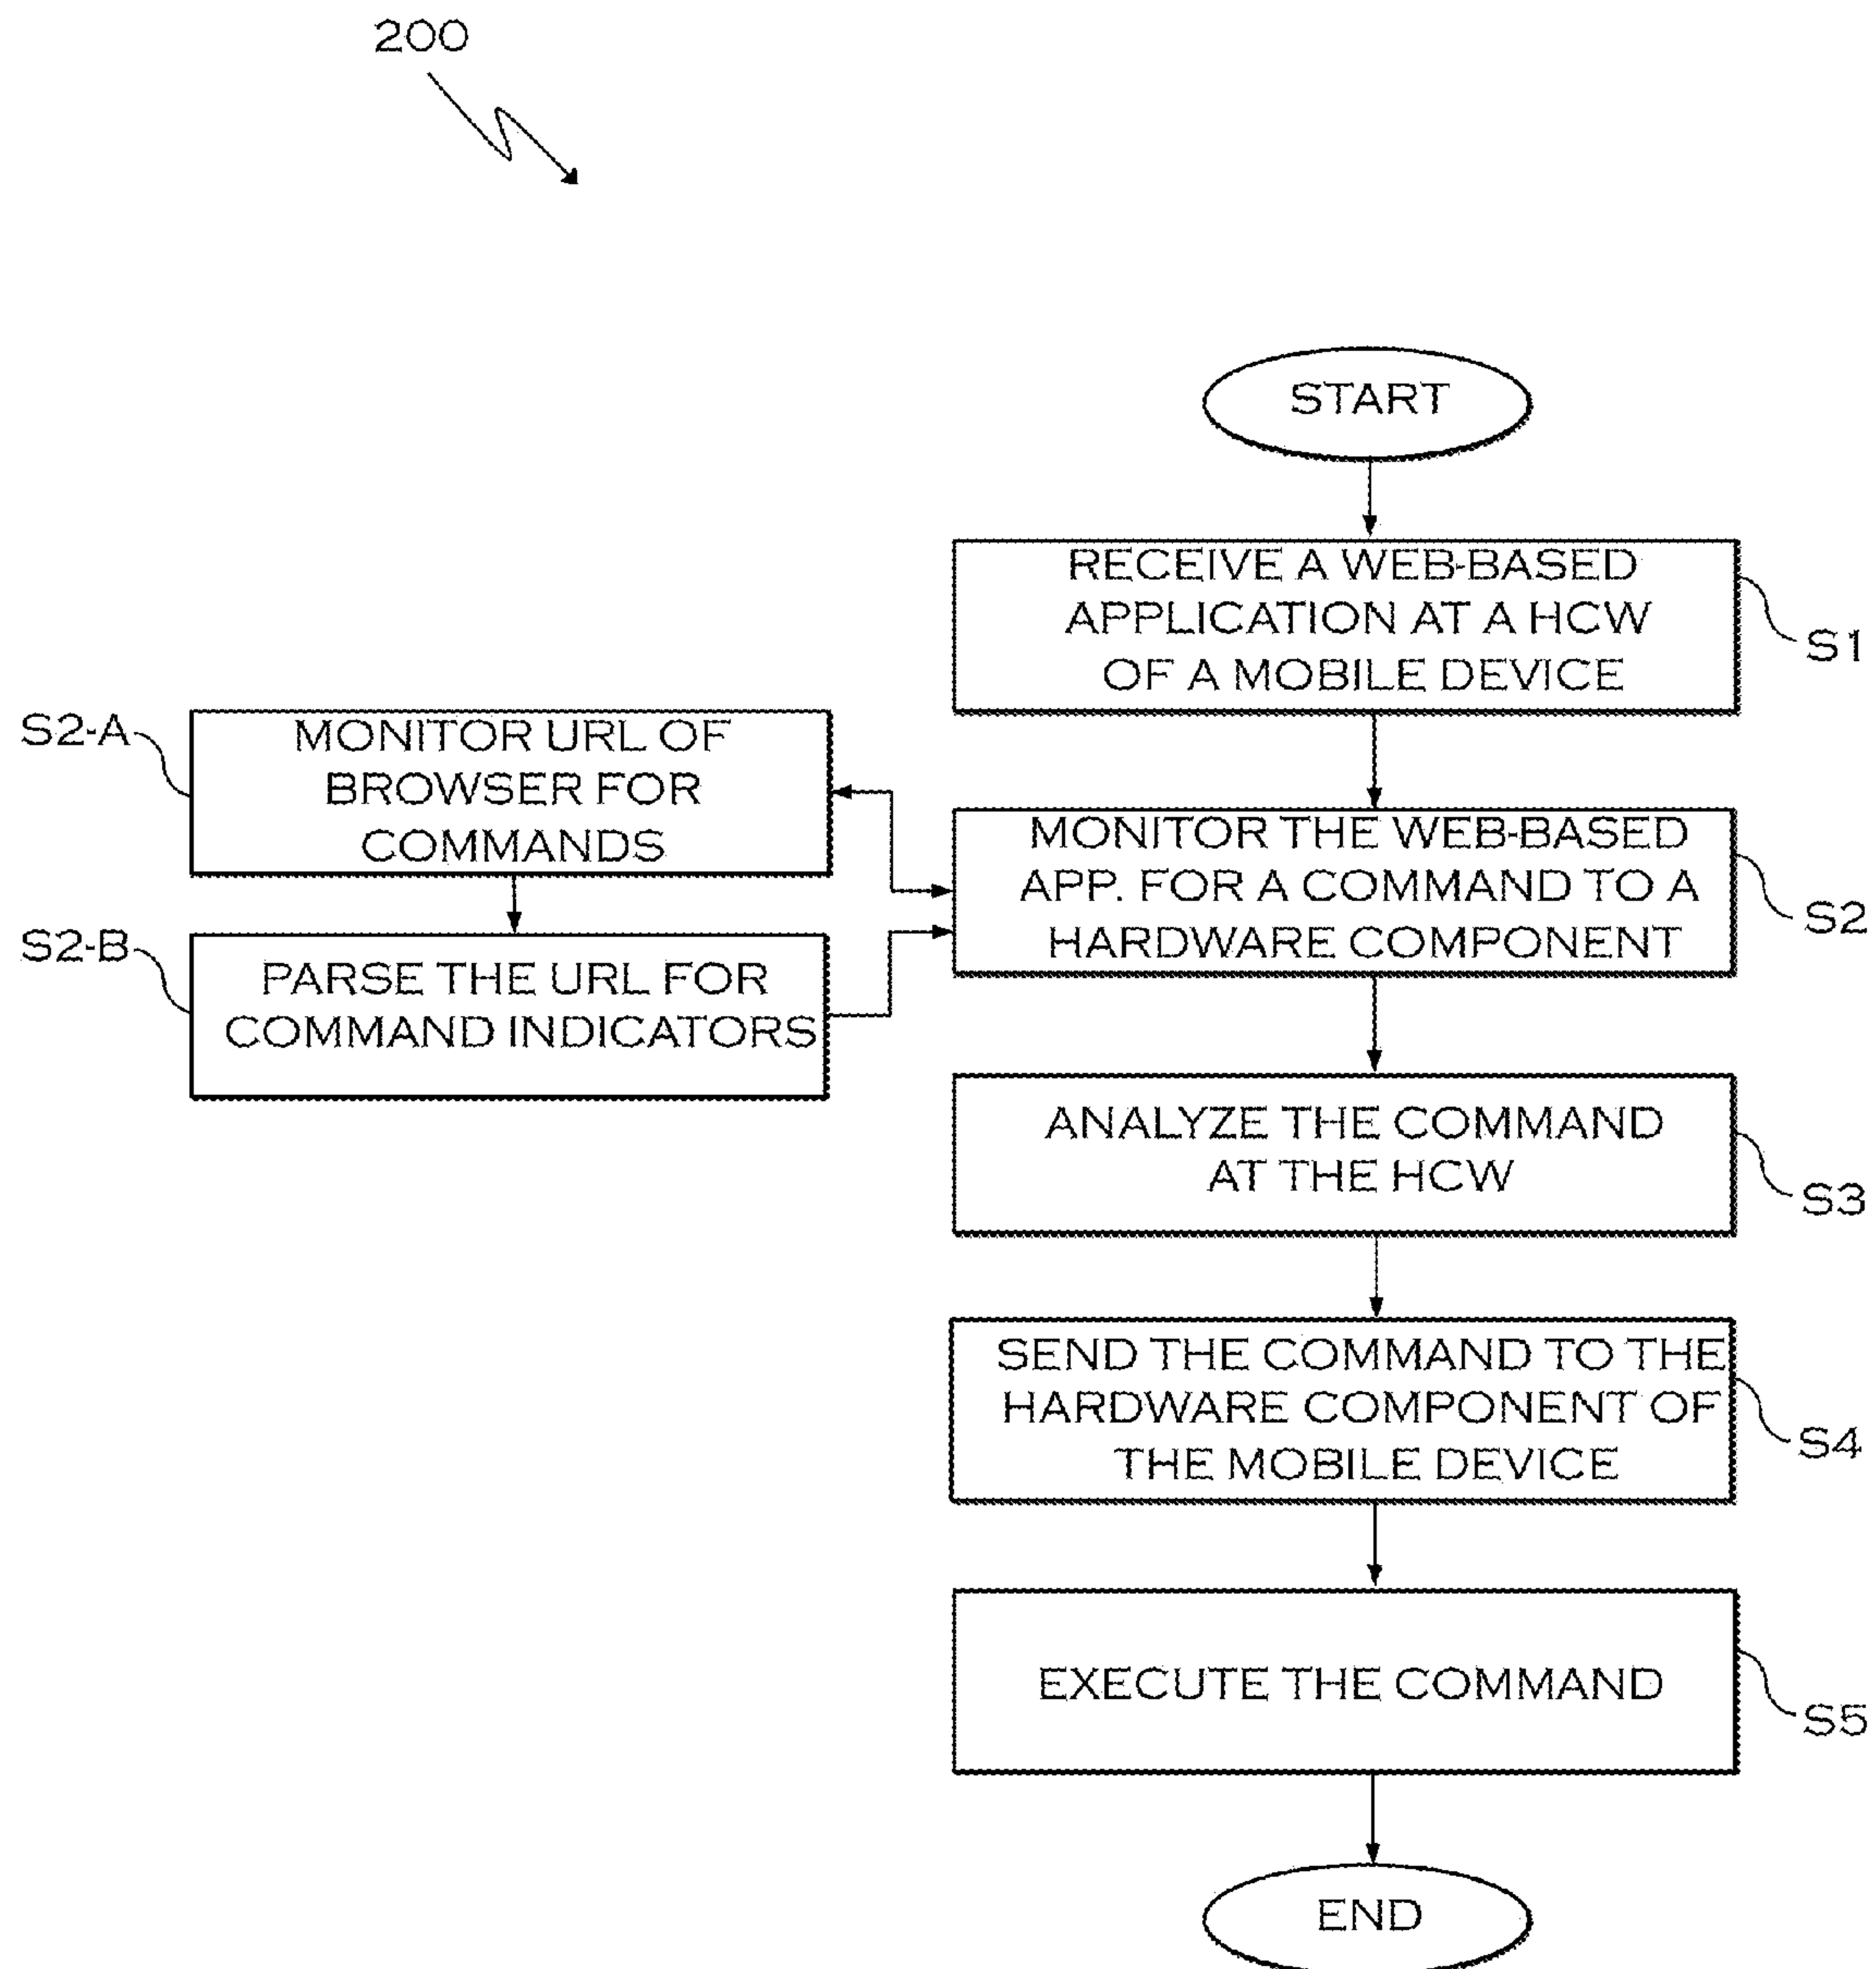 200
START
RECEIVE A WEB-BASED
APPLICATION AT A HCW
OF A MOBILE DEVICE
S1
S2-A
MONITOR URL OF
BROWSER FOR
COMMANDS
MONITOR THE WEB-BASED
APP. FOR A COMMAND TO A
HARDWARE COMPONENT
S2
S2-B
PARSE THE URL FOR
COMMAND INDICATORS
ANALYZE THE COMMAND
AT THE HCW
S3
SEND THE COMMAND TO THE
HARDWARE COMPONENT OF
THE MOBILE DEVICE
S4
EXECUTE THE COMMAND
S5
END